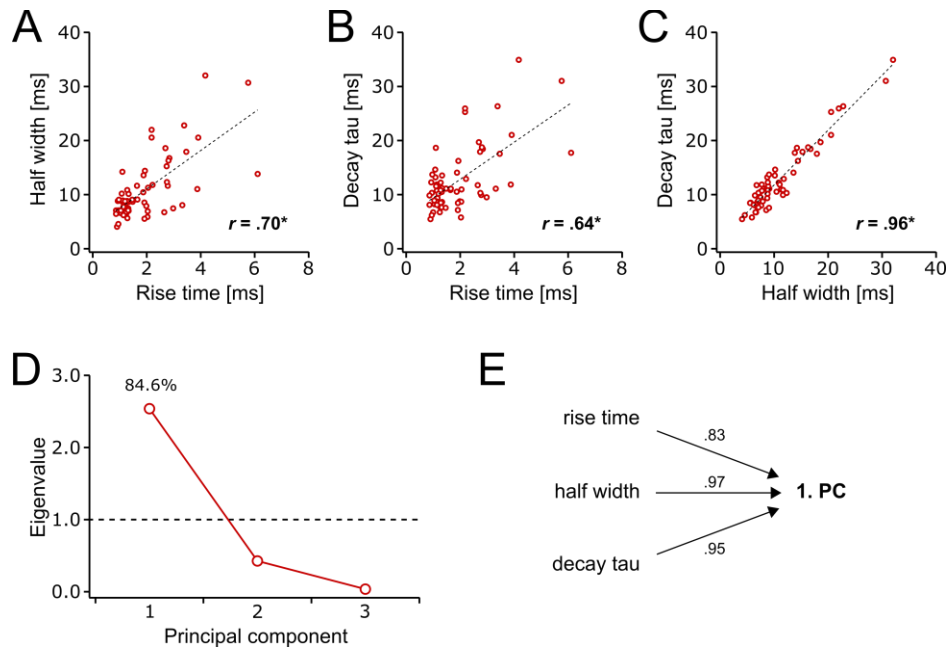 A
Half width [ms]
40
30
20
10
0
r = .70*
0 2 4 6 8
Rise time [ms]
B
Decay tau [ms]
40
30
20
10
0
r = .64*
0 2 4 6 8
Rise time [ms]
C
Decay tau [ms]
40
30
20
10
0
r = .96*
0 10 20 30 40
Half width [ms]
D
Eigenvalue
3.0
2.0
1.0
0.0
84.6%
1 2 3
Principal component
E
rise time
.83
half width
.97
1. PC
decay tau
.95